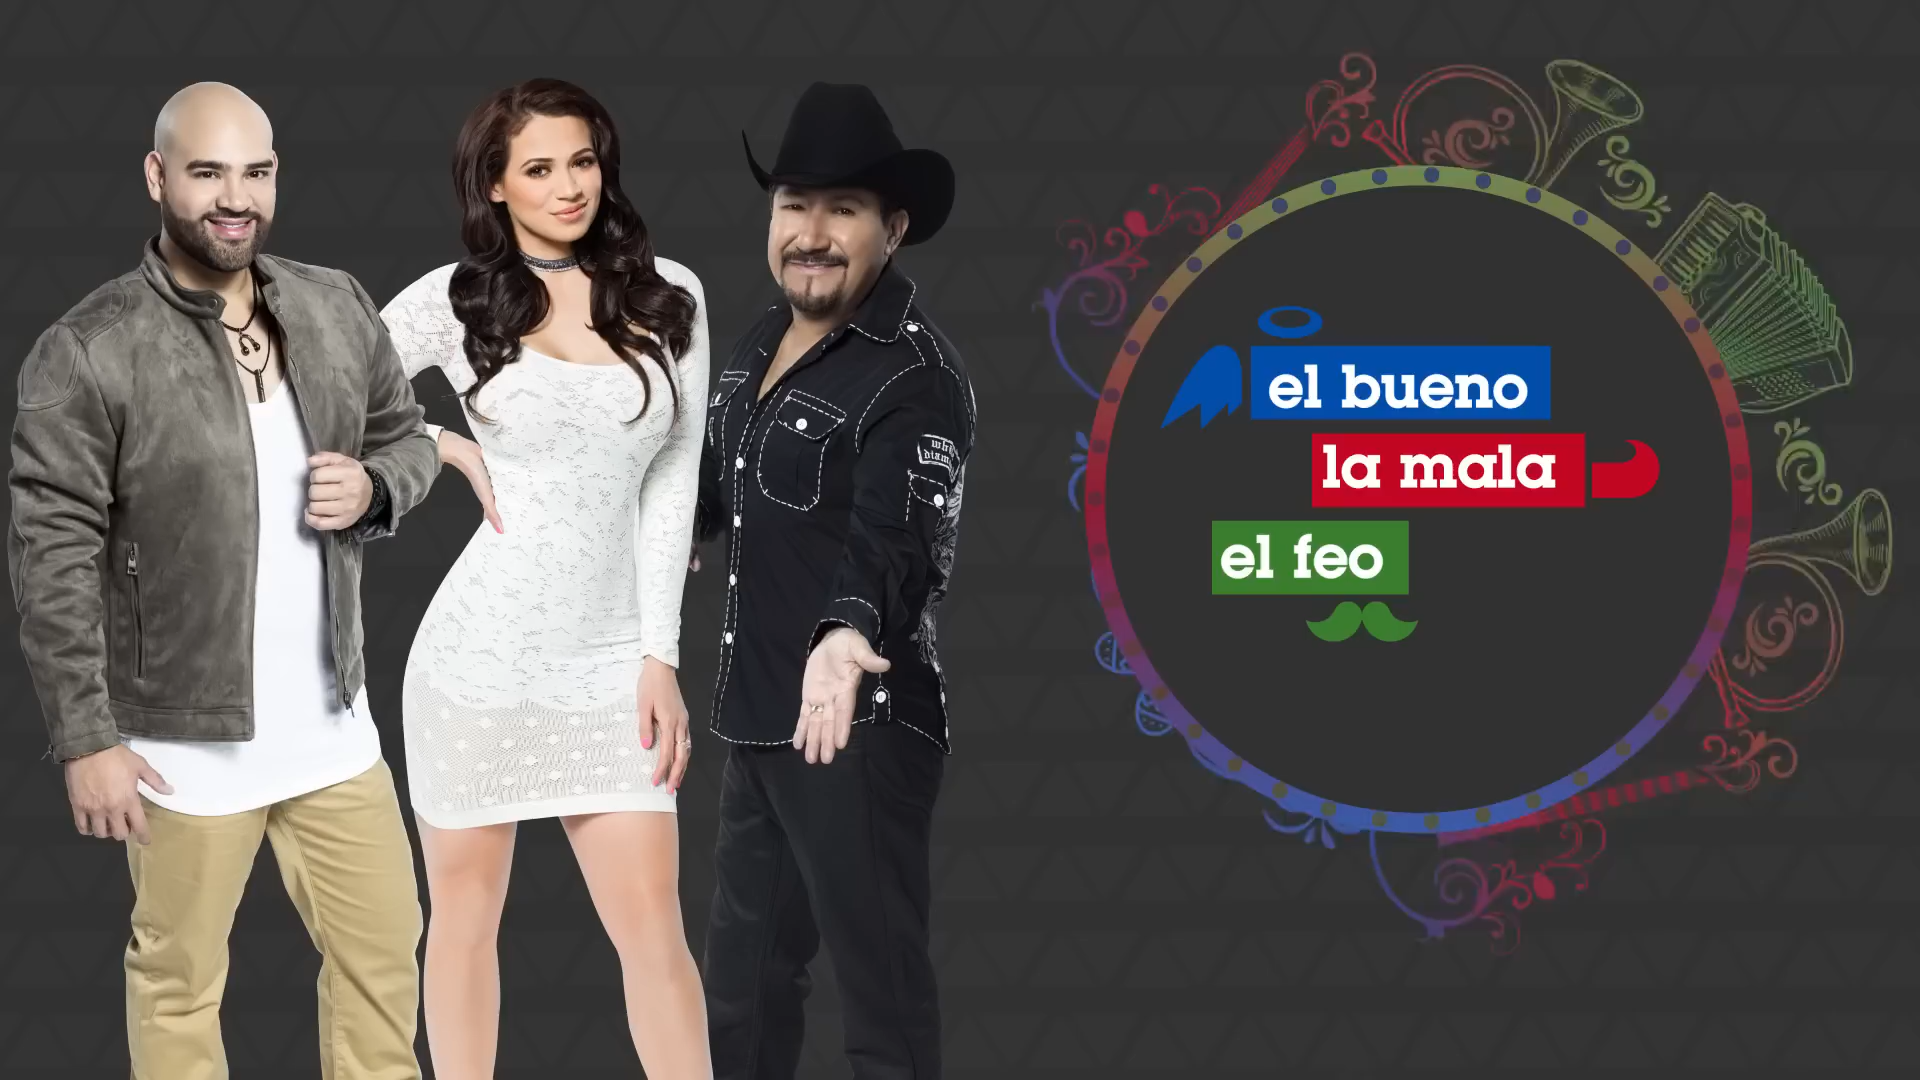 el bueno
la mala
el feo